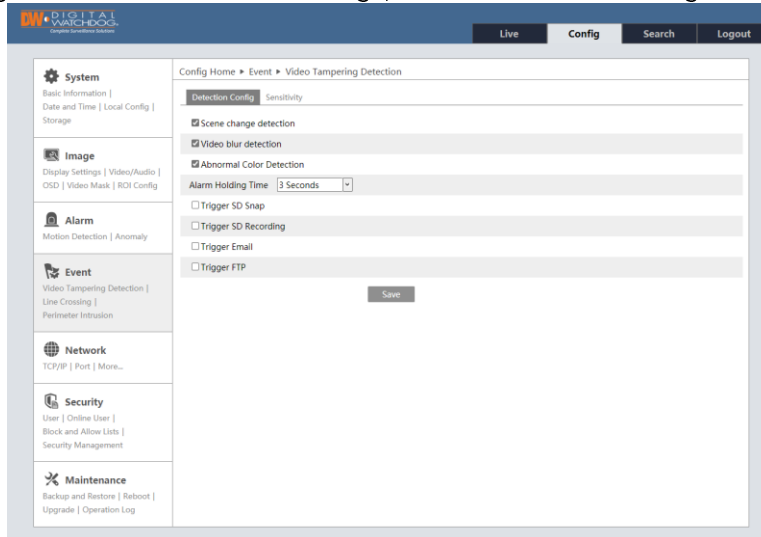 DIGITAL
WATCHDOG
Complete Surveillance Solutions
Live Config Search Logout
System
Basic Information |
Date and Time | Local Config |
Storage
Image
Display Settings | Video/Audio |
OSD | Video Mask | ROI Config
Alarm
Motion Detection | Anomaly
Event
Video Tampering Detection |
Line Crossing |
Perimeter Intrusion
Network
TCP/IP | Port | More...
Security
User | Online User |
Block and Allow Lists |
Security Management
Maintenance
Backup and Restore | Reboot |
Upgrade | Operation Log
Config Home ▸ Event ▸ Video Tampering Detection
Detection Config Sensitivity
Scene change detection
Video blur detection
Abnormal Color Detection
Alarm Holding Time 3 Seconds
Trigger SD Snap
Trigger SD Recording
Trigger Email
Trigger FTP
Save